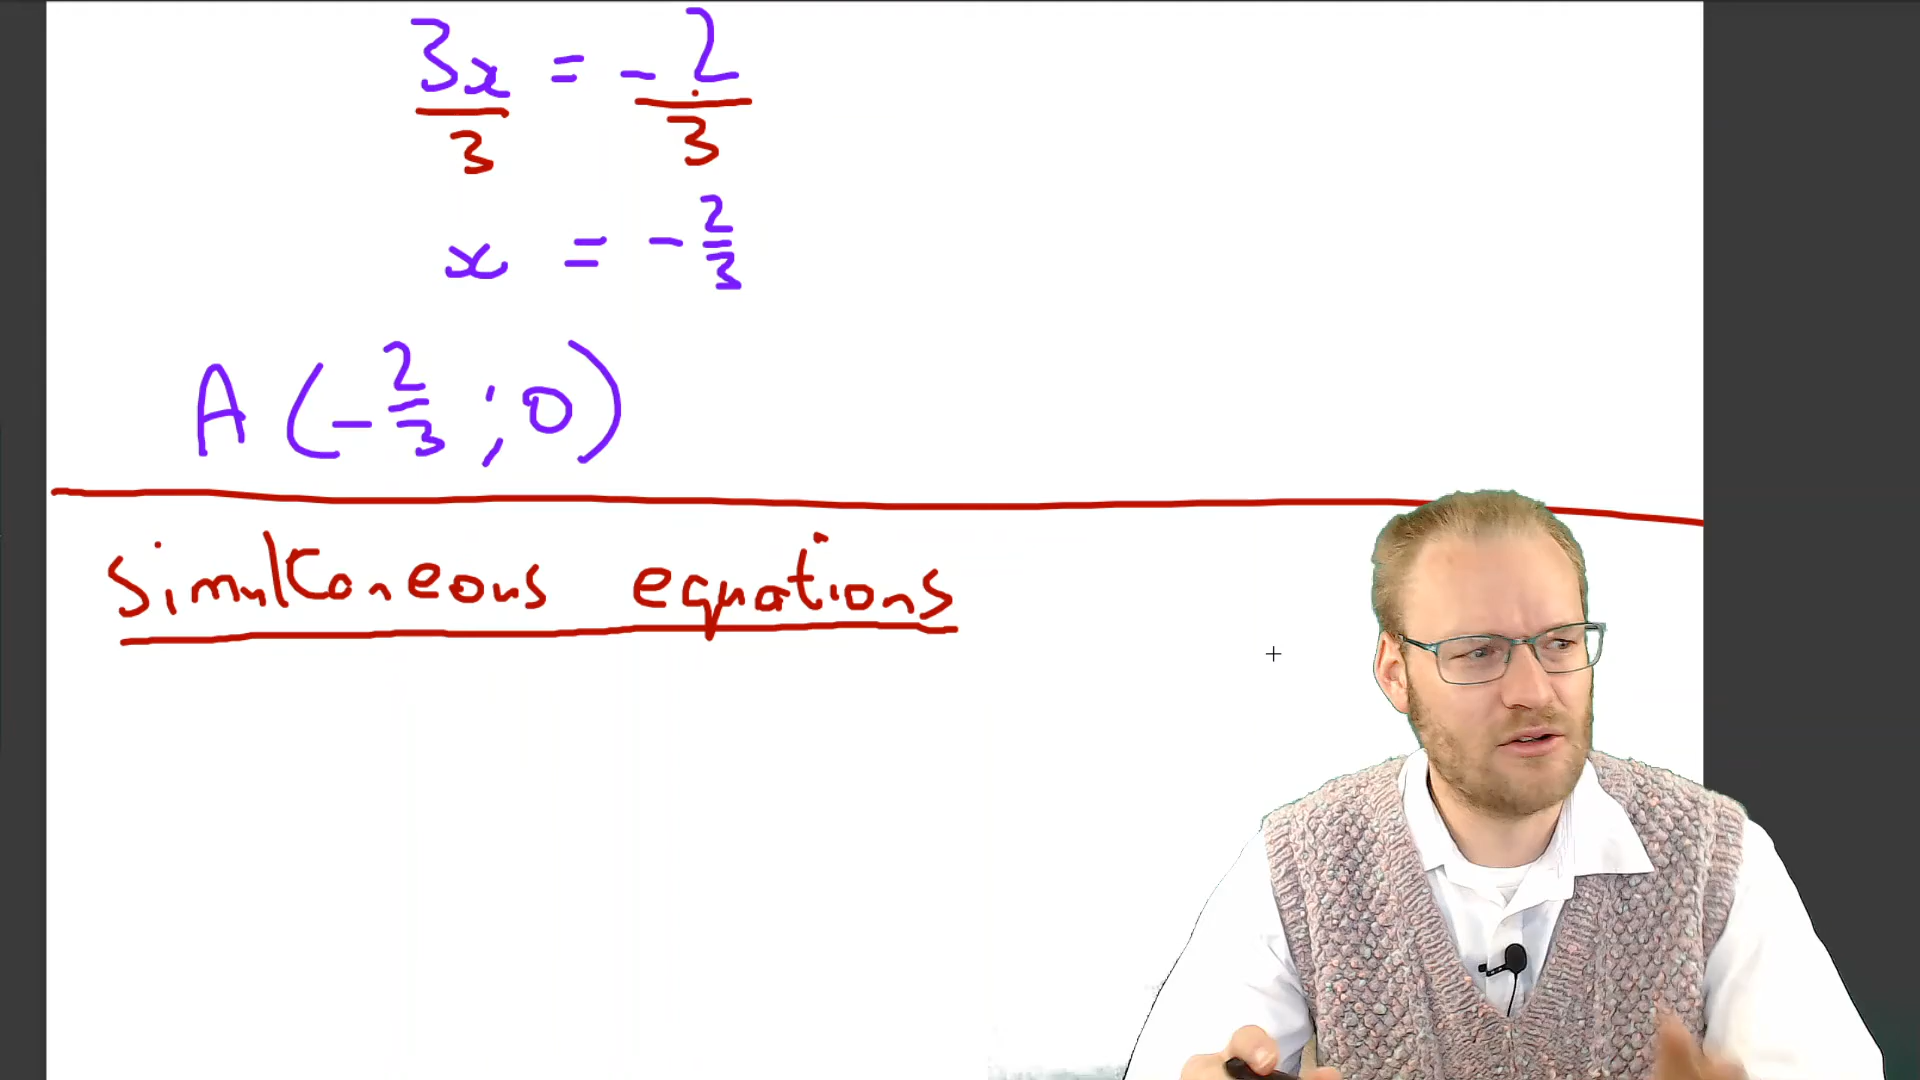 3x = -2
3 3
x = -2/3
A (-2/3 ; 0)
Simultaneous equations